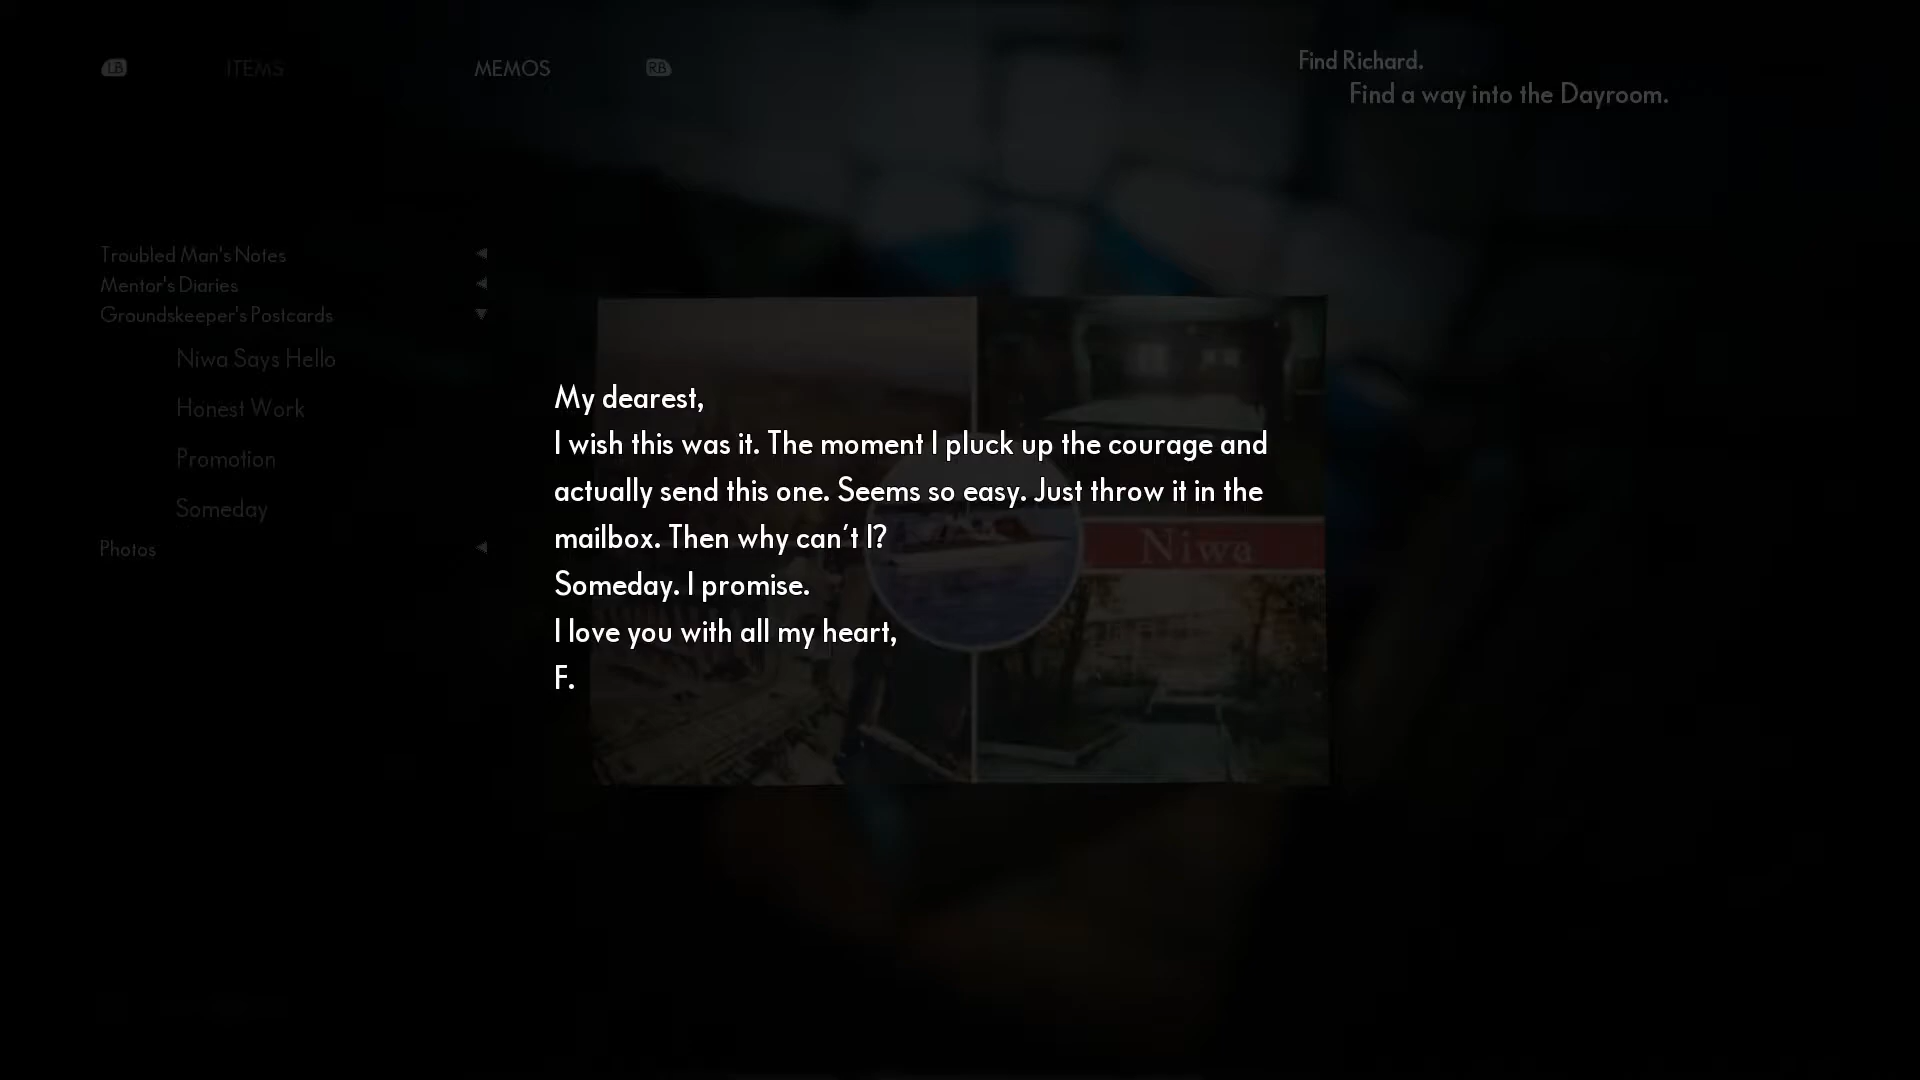 LB ITEMS MEMOS RB
Find Richard.
Find a way into the Dayroom.
Troubled Man's Notes
Mentor's Diaries
Groundskeeper's Postcards
Niwa Says Hello
Honest Work
Promotion
Someday
Photos
My dearest,
I wish this was it. The moment I pluck up the courage and
actually send this one. Seems so easy. Just throw it in the
mailbox. Then why can't I?
Someday. I promise.
I love you with all my heart,
F.
Niwa